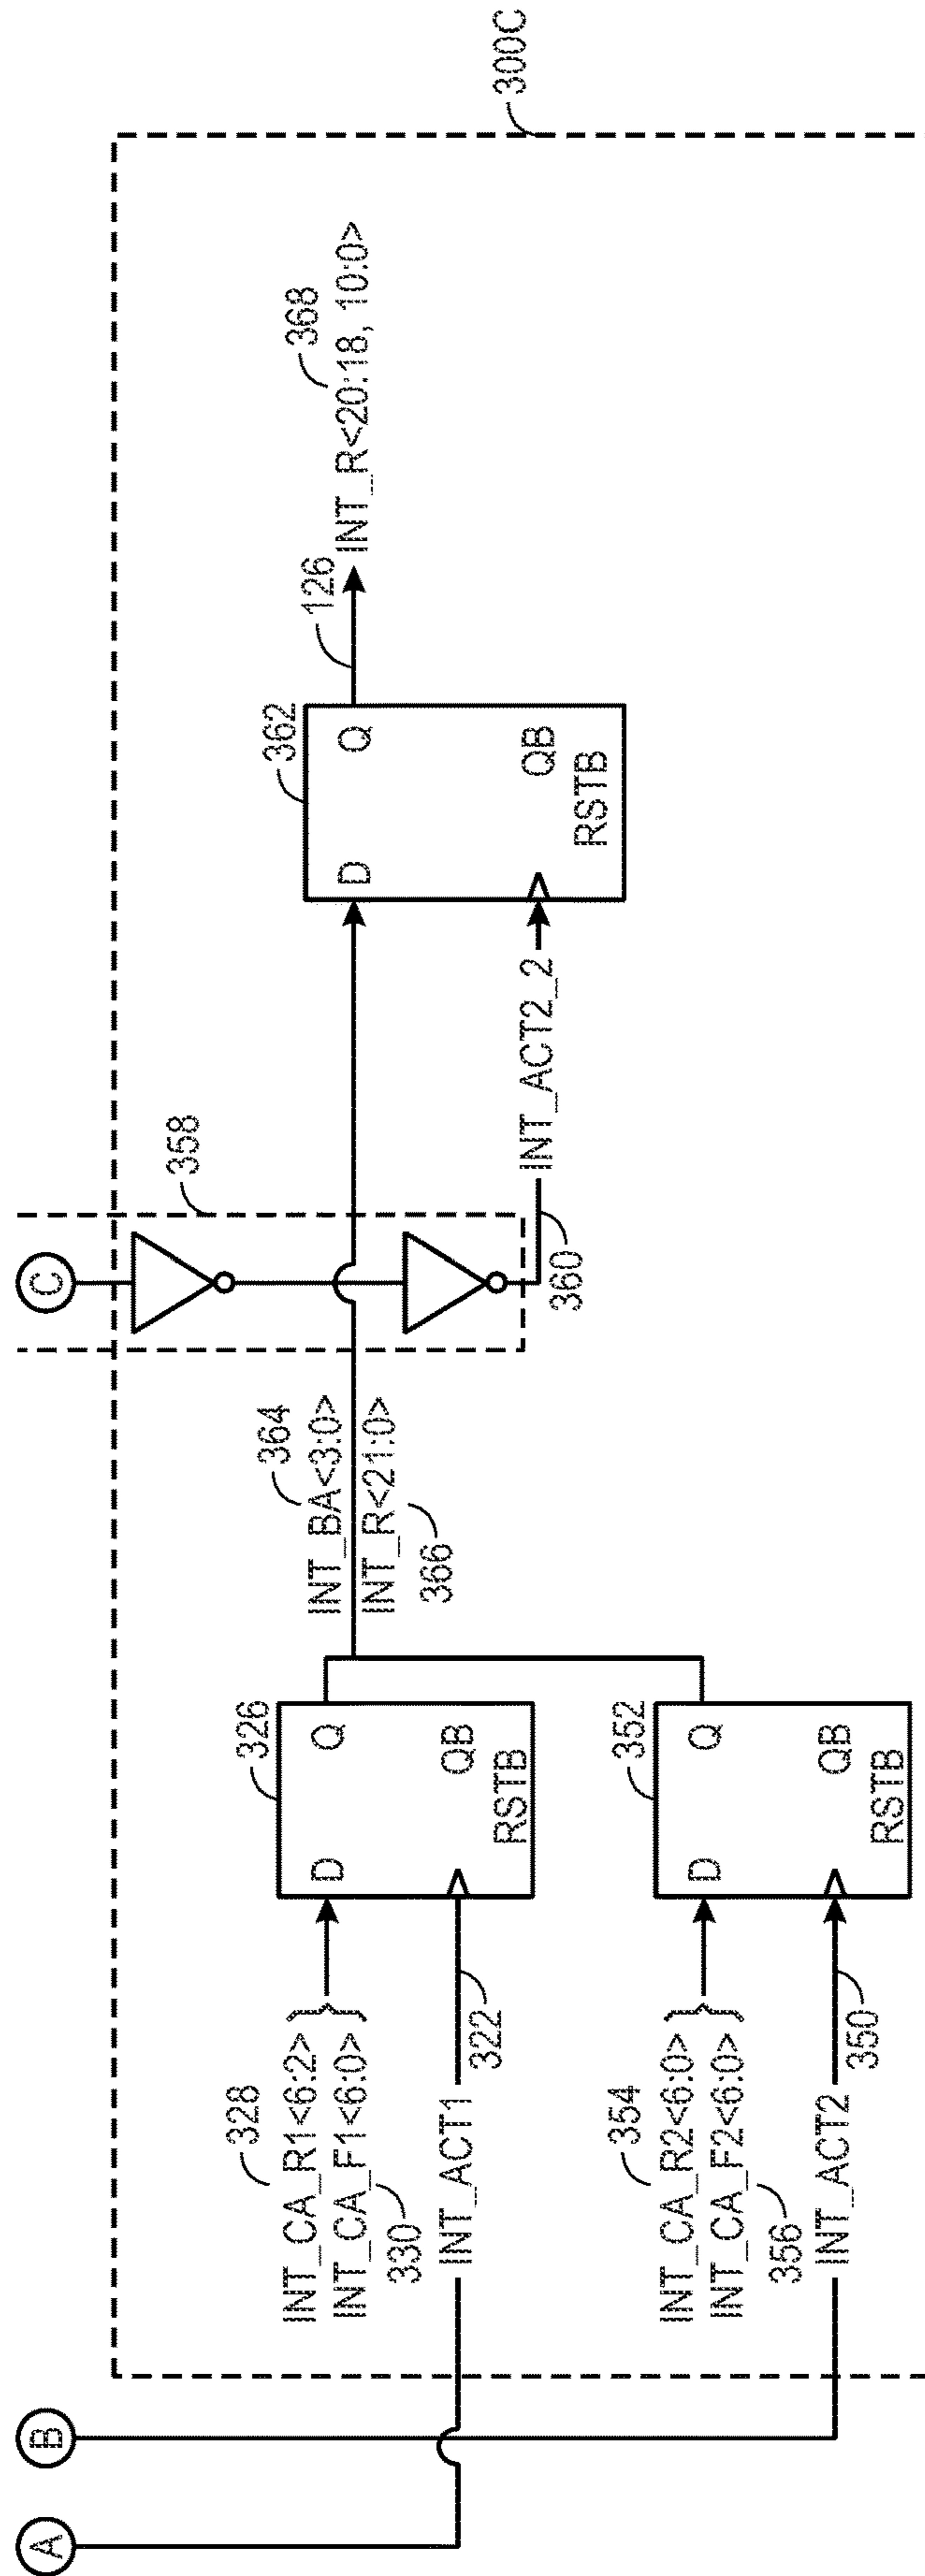 A
B
C
300C
358
364
INT_BA<3:0>
INT_R<21:0>
366
328
INT_CA_R1<6:2>
INT_CA_F1<6:0>
330
INT_ACT1
322
326
D
Q
QB
RSTB
362
D
Q
QB
RSTB
126
368
INT_R<20:18, 10:0>
INT_ACT2_2
360
354
INT_CA_R2<6:0>
INT_CA_F2<6:0>
356
INT_ACT2
350
352
D
Q
QB
RSTB